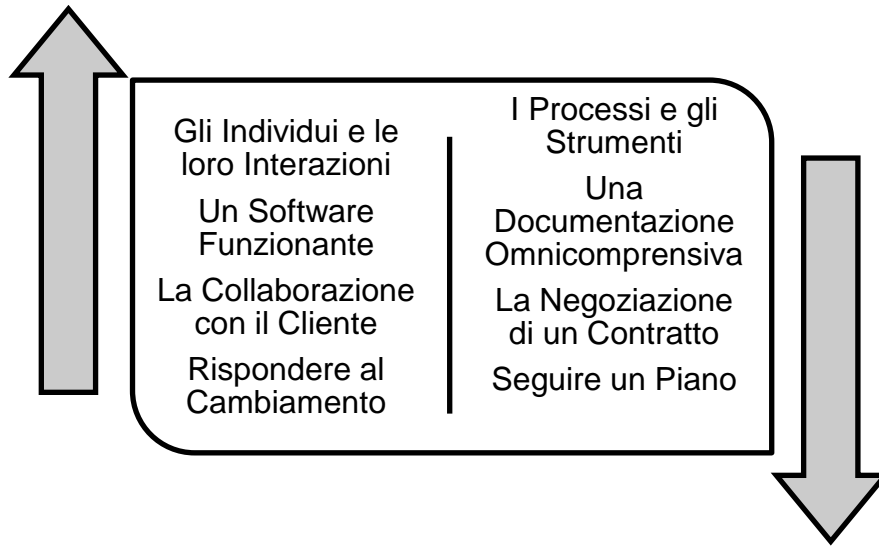 Gli Individui e le
loro Interazioni
Un Software
Funzionante
La Collaborazione
con il Cliente
Rispondere al
Cambiamento
I Processi e gli
Strumenti
Una
Documentazione
Omnicomprensiva
La Negoziazione
di un Contratto
Seguire un Piano